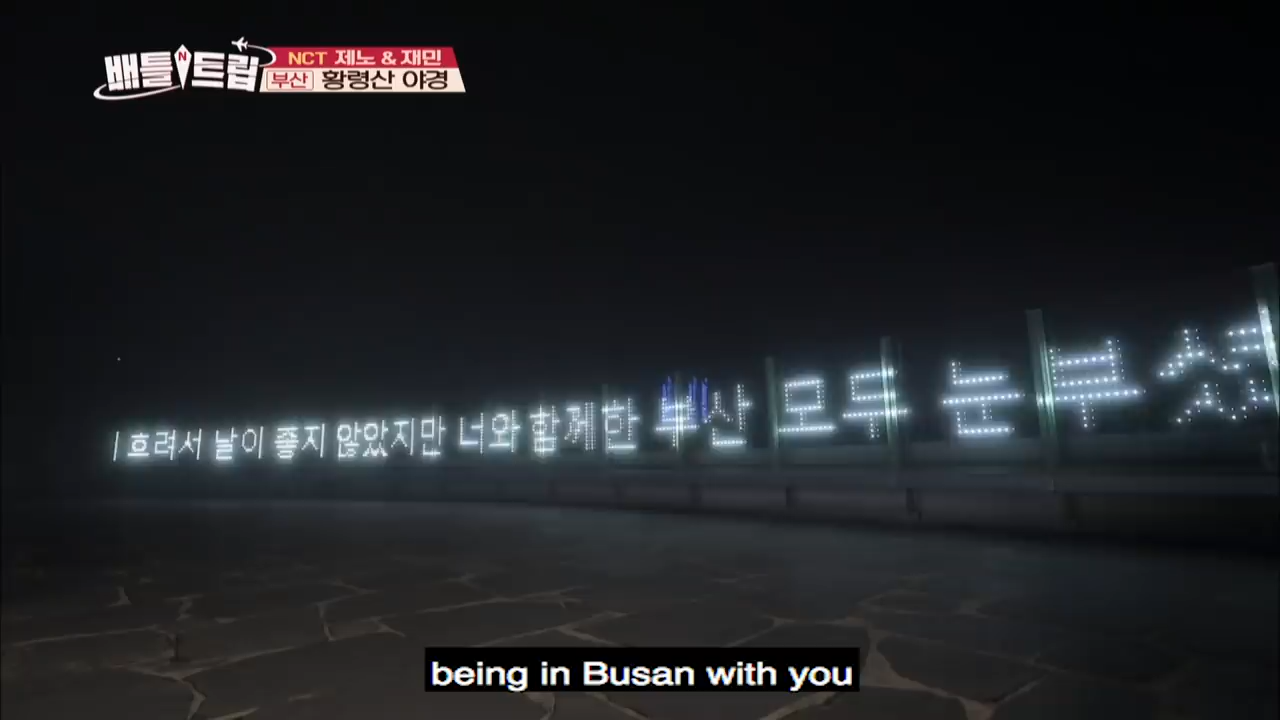 배틀트립
NCT 제노 & 재민
부산 황령산 야경
흐려서 날이 좋지 않았지만 너와 함께한 부산 모두 눈부셨
being in Busan with you